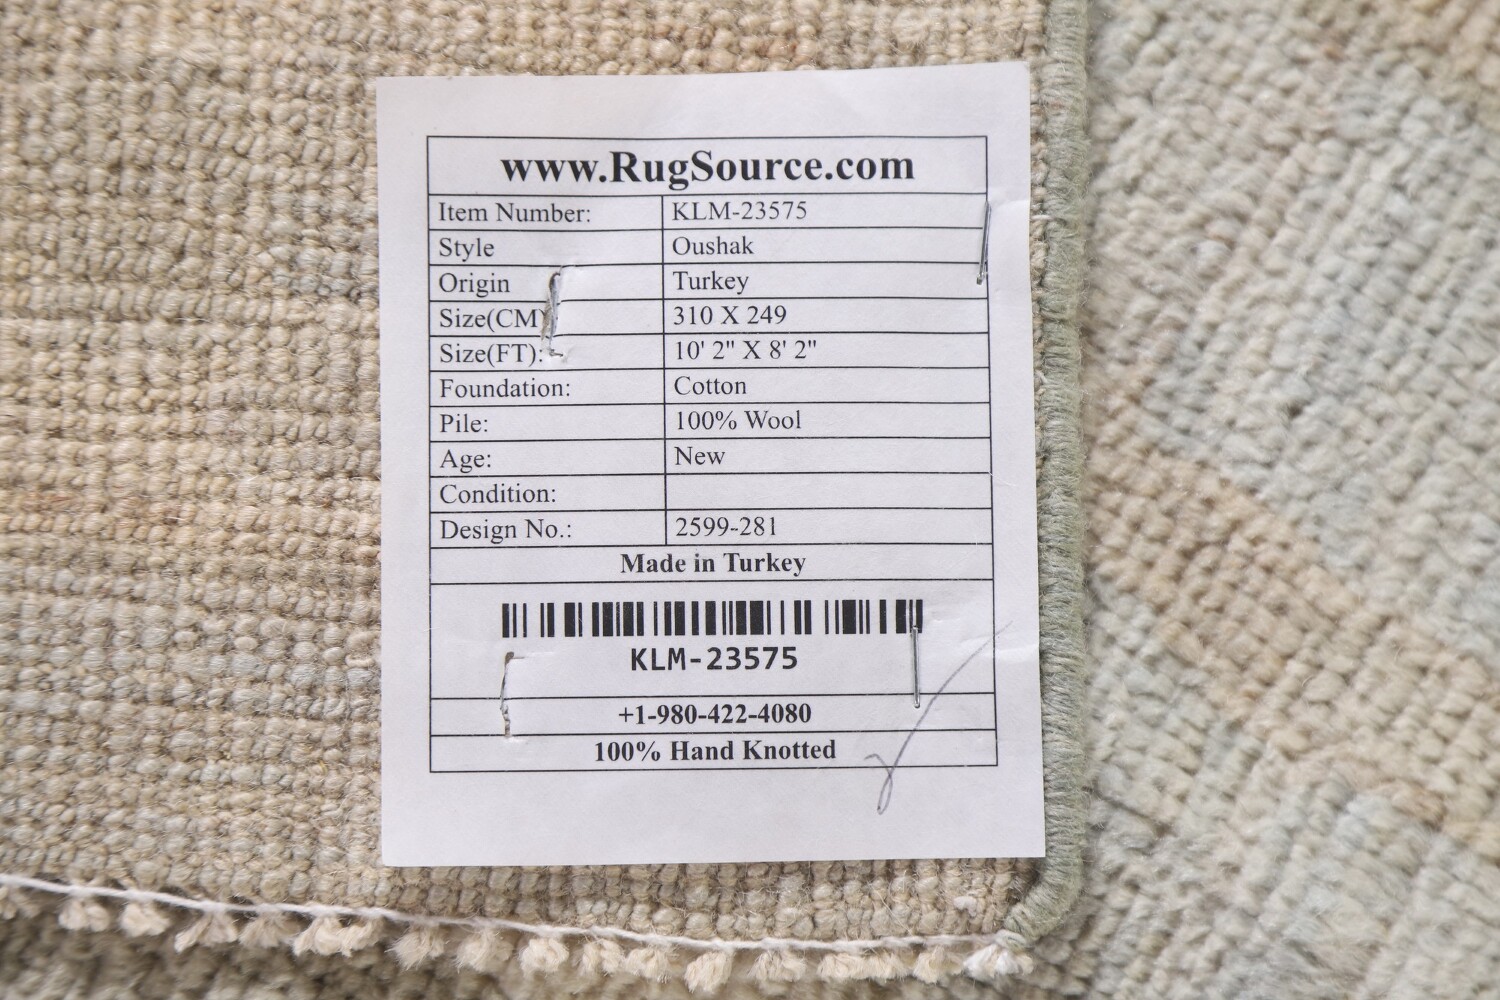 www.RugSource.com
Item Number: KLM-23575
Style Oushak
Origin Turkey
Size(CM) 310 X 249
Size(FT): 10' 2" X 8' 2"
Foundation: Cotton
Pile: 100% Wool
Age: New
Condition:
Design No.: 2599-281
Made in Turkey
KLM-23575
+1-980-422-4080
100% Hand Knotted